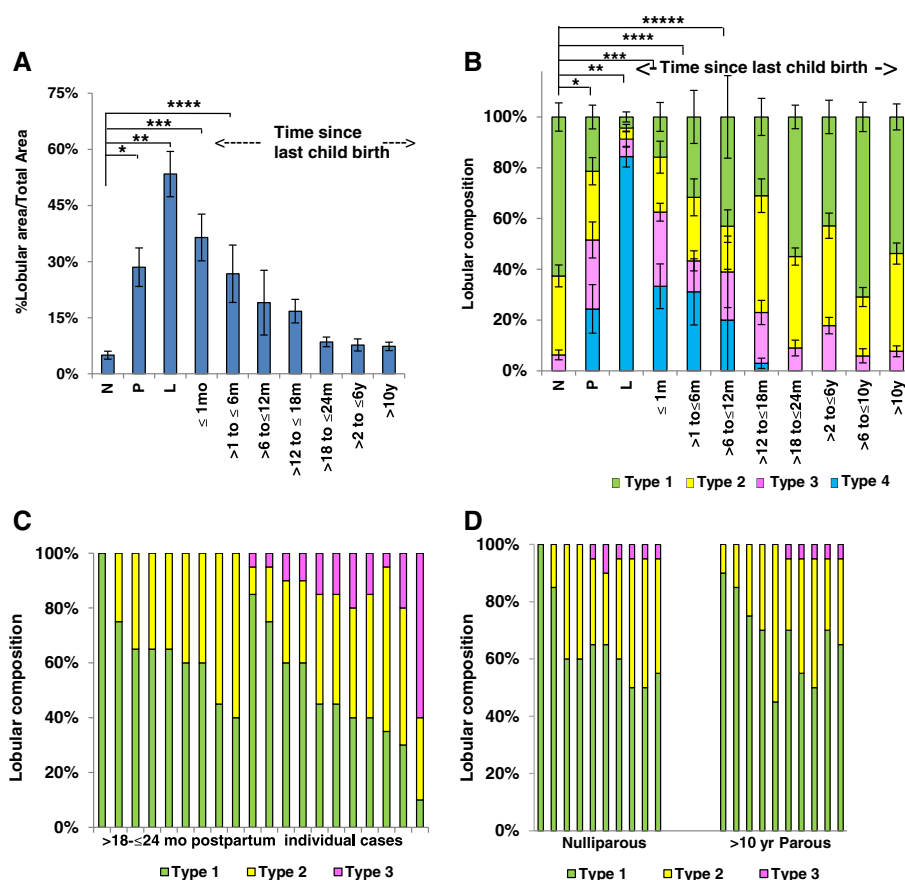 A
75%
60%
45%
30%
15%
0%
%Lobular area/Total Area
****
***
**
*
<-----Time since----->
last child birth
N
P
L
≤ 1mo
>1 to ≤ 6m
>6 to≤12m
>12 to ≤ 18m
>18 to ≤24m
>2 to ≤6y
>10y
B
*****
****
***
**
*
<- Time since last child birth ->
100%
80%
60%
40%
20%
0%
Lobular composition
N
P
L
≤ 1m
>1 to≤6m
>6 to≤12m
>12 to≤18m
>18 to≤24m
>2 to ≤6y
>6 to≤10y
>10y
Type 1 Type 2 Type 3 Type 4
C
100%
80%
60%
40%
20%
0%
Lobular composition
>18-≤24 mo postpartum individual cases
Type 1 Type 2 Type 3
D
100%
80%
60%
40%
20%
0%
Lobular composition
Nulliparous >10 yr Parous
Type 1 Type 2 Type 3